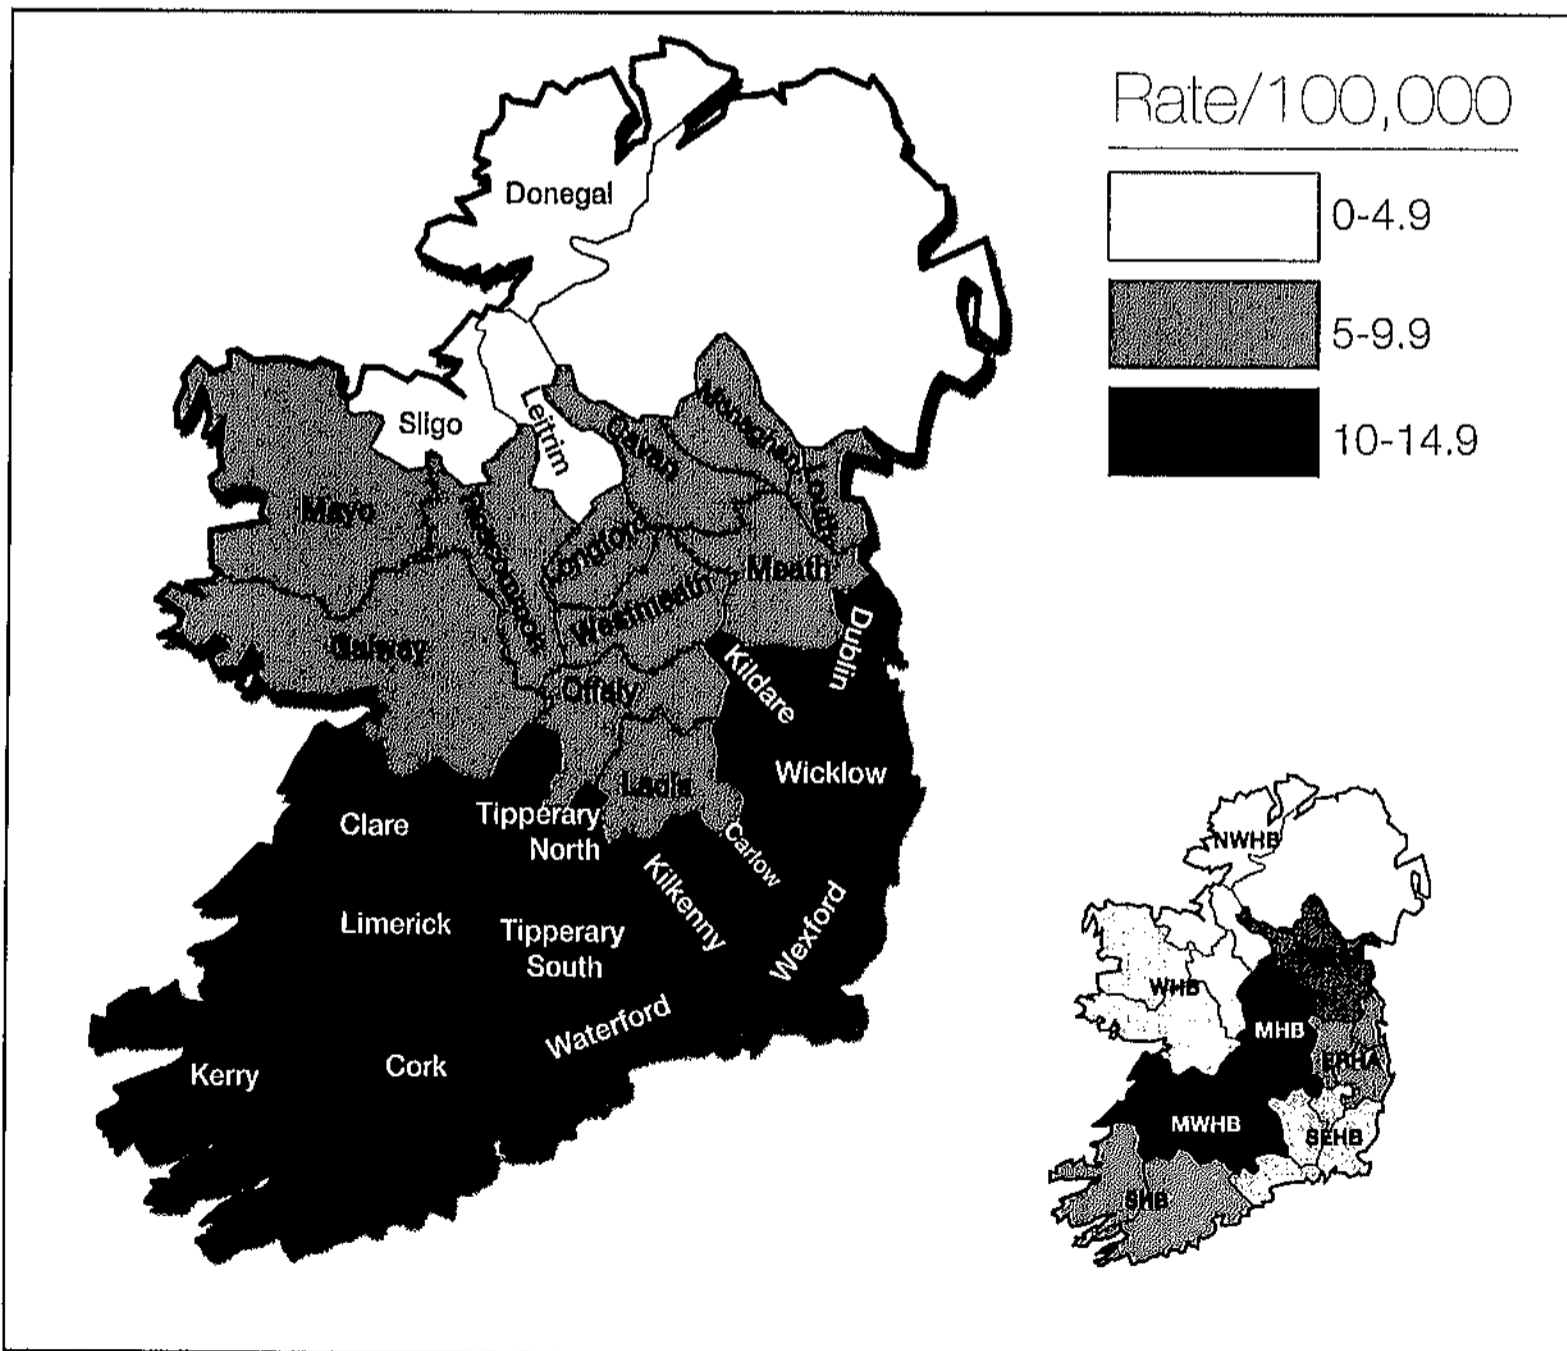 Rate/100,000
0-4.9
5-9.9
10-14.9
Donegal
Sligo
Leitrim
Cavan
Monaghan
Louth
Mayo
Roscommon
Longford
Meath
Westmeath
Galway
Dublin
Kildare
Offaly
Wicklow
Laois
Clare
Tipperary
North
Carlow
Kilkenny
Limerick
Tipperary
South
Wexford
Waterford
Kerry
Cork
NWHB
WHB
MHB
ERHA
MWHB
SEHB
SHB